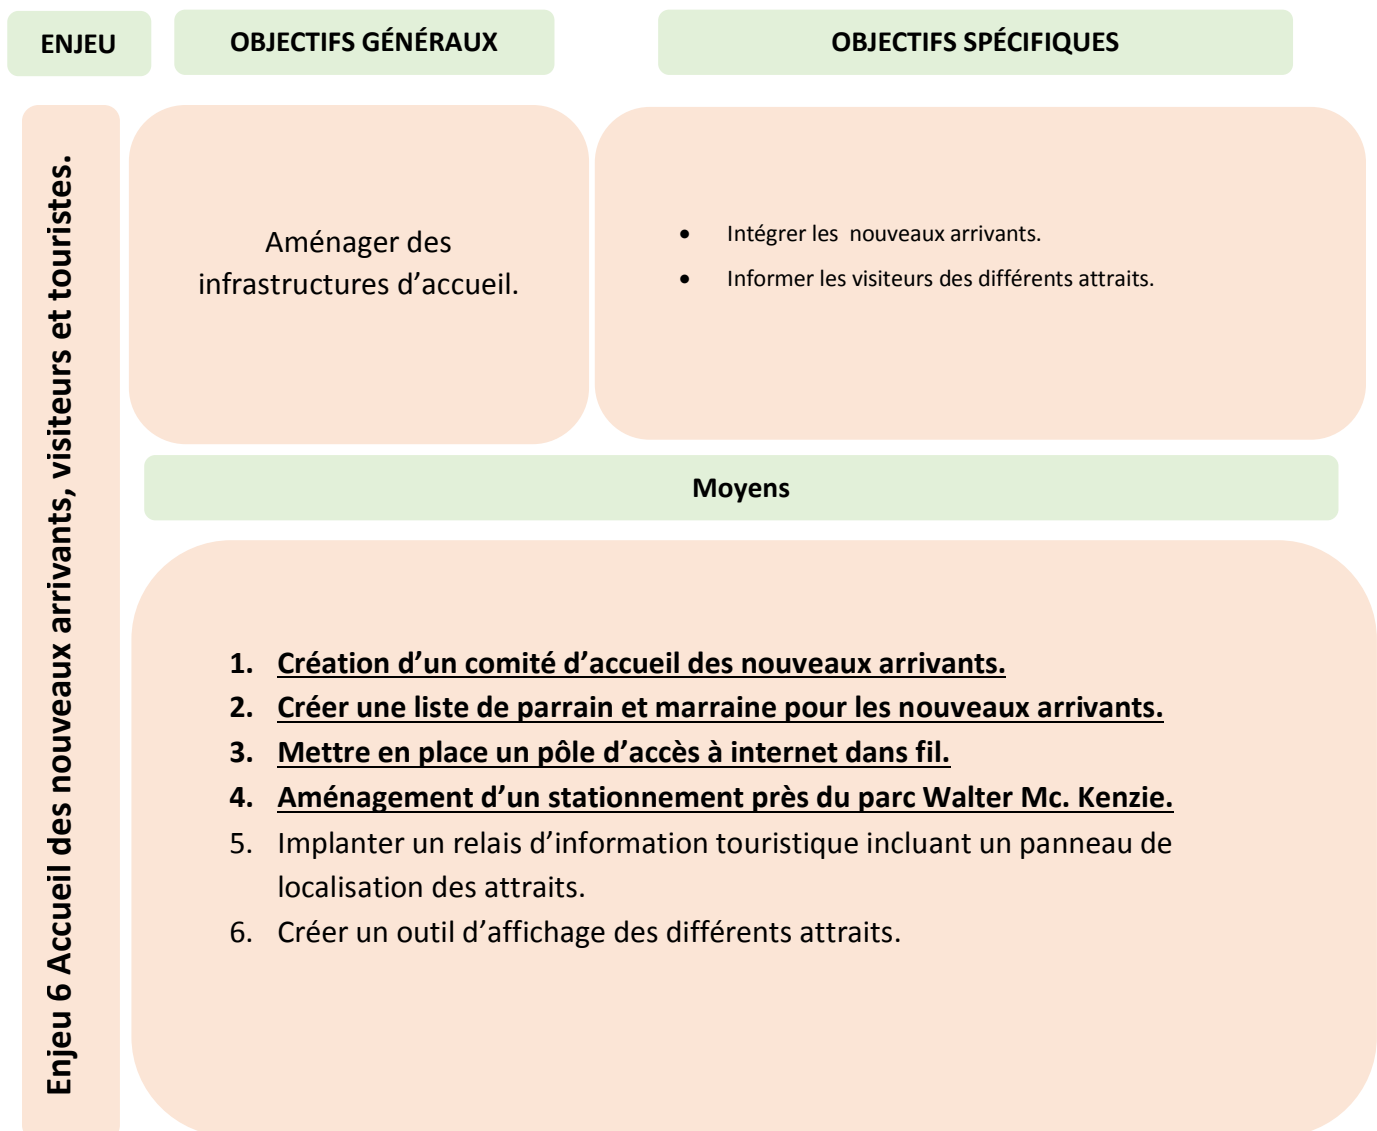 ENJEU
OBJECTIFS GÉNÉRAUX
OBJECTIFS SPÉCIFIQUES
Enjeu 6 Accueil des nouveaux arrivants, visiteurs et touristes.
Aménager des
infrastructures d’accueil.
• Intégrer les  nouveaux arrivants.
• Informer les visiteurs des différents attraits.
Moyens
1. Création d’un comité d’accueil des nouveaux arrivants.
2. Créer une liste de parrain et marraine pour les nouveaux arrivants.
3. Mettre en place un pôle d’accès à internet dans fil.
4. Aménagement d’un stationnement près du parc Walter Mc. Kenzie.
5. Implanter un relais d’information touristique incluant un panneau de
localisation des attraits.
6. Créer un outil d’affichage des différents attraits.